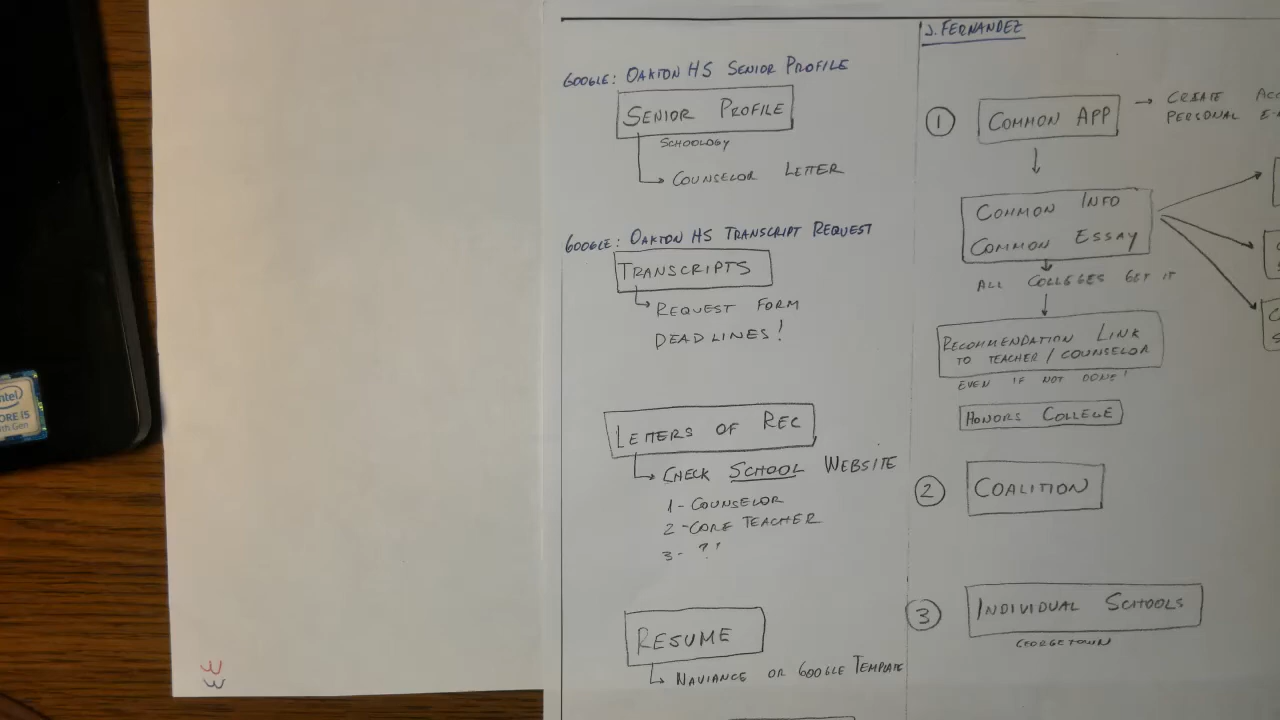 GOOGLE: OAKTON HS SENIOR PROFILE
SENIOR PROFILE
SCHOOLOGY
COUNSELOR LETTER
GOOGLE: OAKTON HS TRANSCRIPT REQUEST
TRANSCRIPTS
REQUEST FORM
DEADLINES!
LETTERS OF REC
CHECK SCHOOL WEBSITE
1- COUNSELOR
2- CORE TEACHER
3- ??
RESUME
NAVIANCE OR GOOGLE TEMPLATE
J. FERNANDEZ
1 COMMON APP
→ CREATE
PERSONAL
COMMON INFO
COMMON ESSAY
ALL COLLEGES GET IT
RECOMMENDATION LINK
TO TEACHER / COUNSELOR
EVEN IF NOT DONE!
HONORS COLLEGE
2 COALITION
3 INDIVIDUAL SCHOOLS
GEORGETOWN
intel
CORE i5